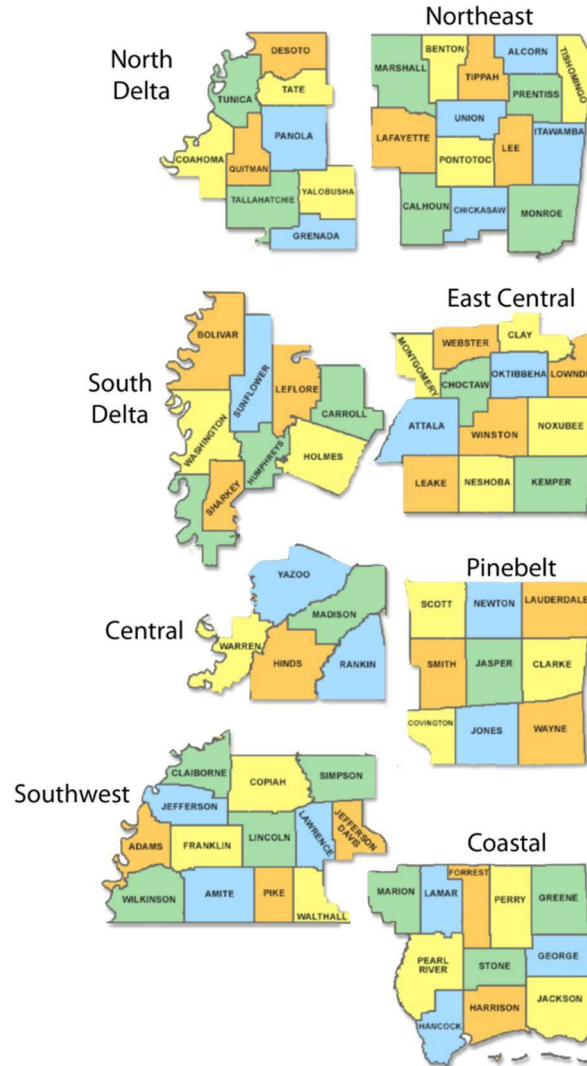 North
Delta
DESOTO
TUNICA
TATE
PANOLA
COAHOMA
QUITMAN
TALLAHATCHIE
YALOBUSHA
GRENADA
Northeast
MARSHALL
BENTON
TIPPAH
ALCORN
TISHOMINGO
PRENTISS
UNION
LAFAYETTE
LEE
ITAWAMBA
PONTOTOC
CALHOUN
CHICKASAW
MONROE
South
Delta
BOLIVAR
SUNFLOWER
LEFLORE
CARROLL
WASHINGTON
HUMPHREYS
HOLMES
SHARKEY
East Central
MONTGOMERY
WEBSTER
CLAY
CHOCTAW
OKTIBBEHA
LOWND
ATTALA
WINSTON
NOXUBEE
LEAKE
NESHOBA
KEMPER
Central
YAZOO
MADISON
WARREN
HINDS
RANKIN
Pinebelt
SCOTT
NEWTON
LAUDERDALE
SMITH
JASPER
CLARKE
COVINGTON
JONES
WAYNE
Southwest
CLAIBORNE
COPIAH
SIMPSON
JEFFERSON
LAWRENCE
JEFFERSON
DAVIS
ADAMS
FRANKLIN
LINCOLN
WILKINSON
AMITE
PIKE
WALTHALL
Coastal
MARION
LAMAR
FORREST
PERRY
GREENE
PEARL
RIVER
STONE
GEORGE
HANCOCK
HARRISON
JACKSON